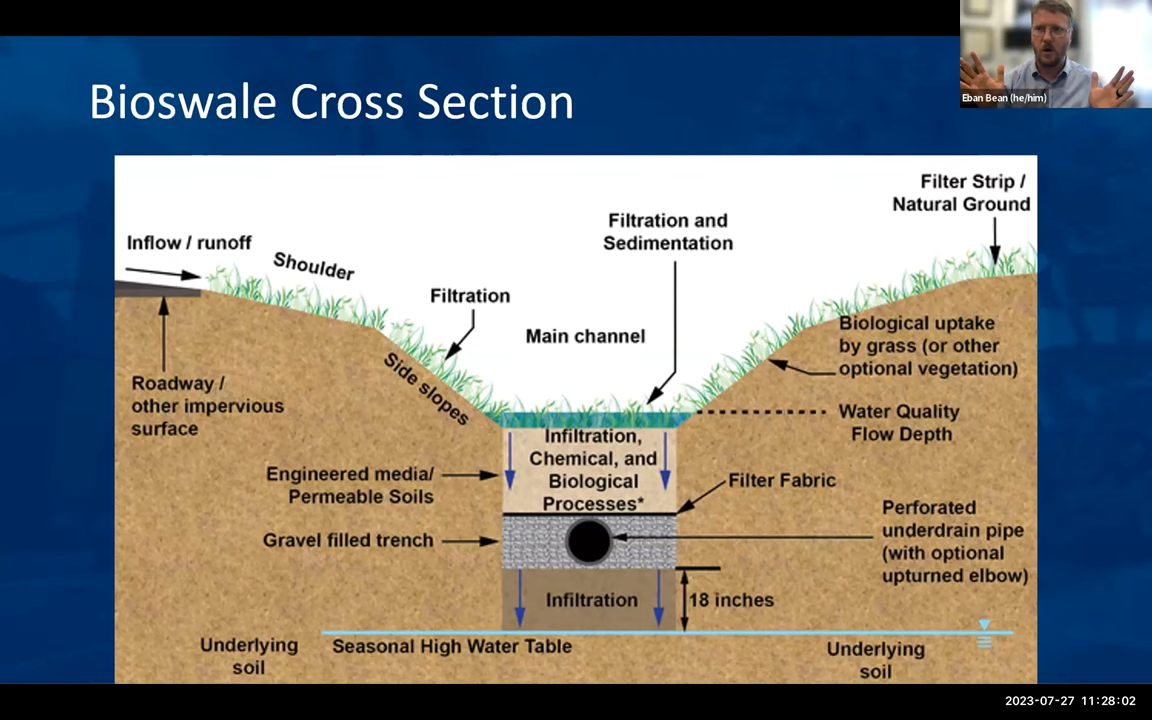 Eban Bean (he/him)
Bioswale Cross Section
Filter Strip /
Natural Ground
Filtration and
Sedimentation
Inflow / runoff
Shoulder
Filtration
Main channel
Biological uptake
by grass (or other
optional vegetation)
Roadway /
other impervious
surface
Side slopes
Water Quality
Flow Depth
Infiltration,
Chemical, and
Biological
Processes*
Engineered media/
Permeable Soils
Filter Fabric
Gravel filled trench
Perforated
underdrain pipe
(with optional
upturned elbow)
Infiltration
18 inches
Underlying
soil
Seasonal High Water Table
Underlying
soil
2023-07-27 11:28:02